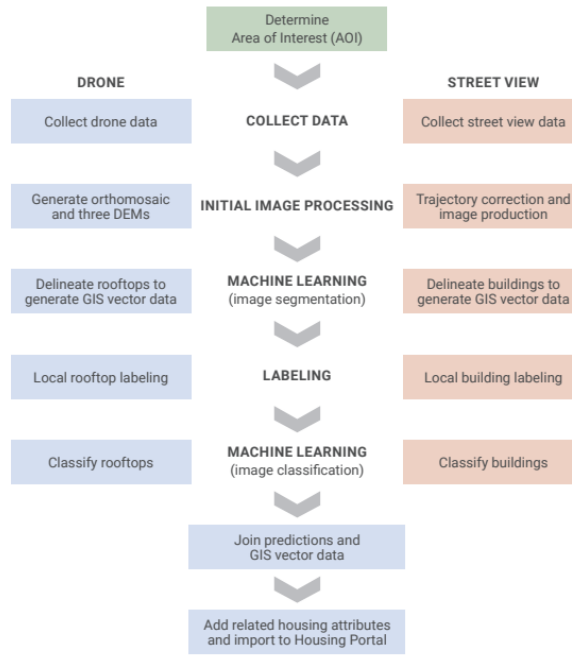 Determine
Area of Interest (AOI)
DRONE
STREET VIEW
Collect drone data
COLLECT DATA
Collect street view data
Generate orthomosaic
and three DEMs
INITIAL IMAGE PROCESSING
Trajectory correction and
image production
Delineate rooftops to
generate GIS vector data
MACHINE LEARNING
(image segmentation)
Delineate buildings to
generate GIS vector data
Local rooftop labeling
LABELING
Local building labeling
Classify rooftops
MACHINE LEARNING
(image classification)
Classify buildings
Join predictions and
GIS vector data
Add related housing attributes
and import to Housing Portal